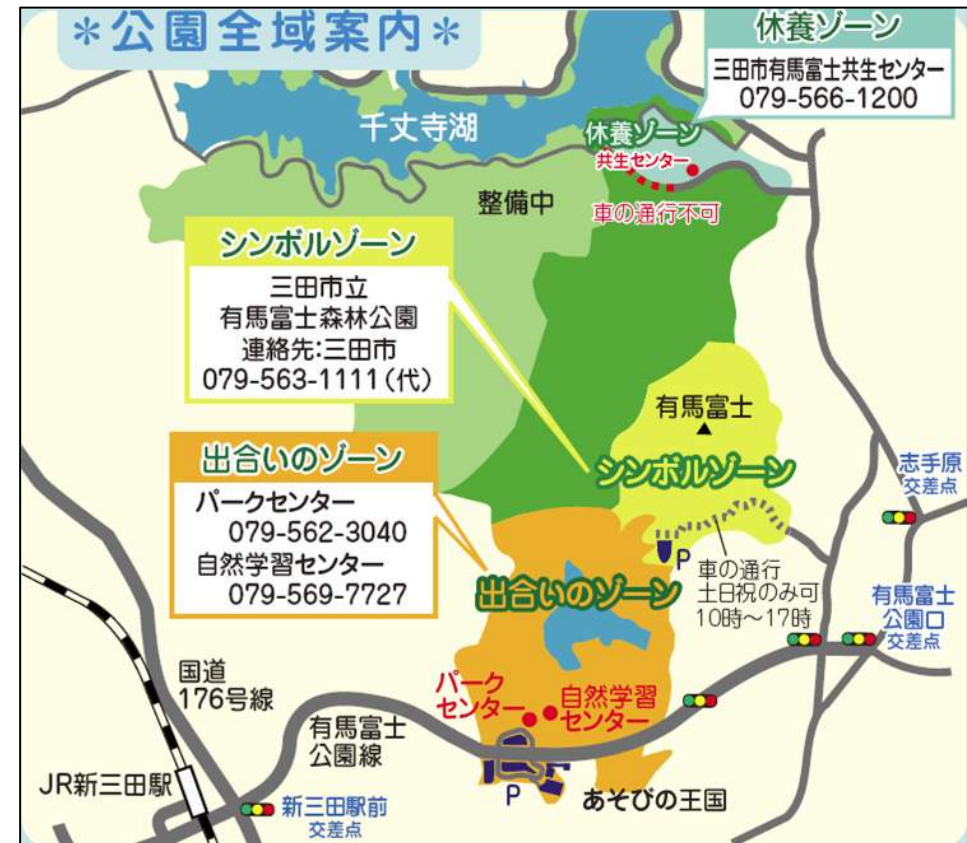 *公園全域案内*
休養ゾーン
三田市有馬富士共生センター
079-566-1200
千丈寺湖
休養ゾーン
共生センター
整備中
車の通行不可
シンボルゾーン
三田市立
有馬富士森林公園
連絡先:三田市
079-563-1111(代)
有馬富士
シンボルゾーン
志手原
交差点
出合いのゾーン
パークセンター
079-562-3040
自然学習センター
079-569-7727
P
車の通行
土日祝のみ可
10時~17時
出合いのゾーン
有馬富士
公園口
交差点
国道
176号線
パーク
センター
自然学習
センター
有馬富士
公園線
JR新三田駅
P
あそびの王国
新三田駅前
交差点